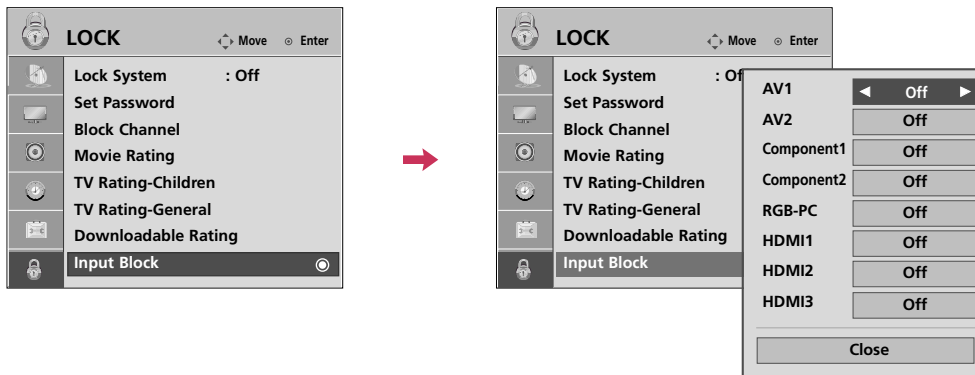 LOCK Move Enter
Lock System : Off
Set Password
Block Channel
Movie Rating
TV Rating-Children
TV Rating-General
Downloadable Rating
Input Block
LOCK Move Enter
Lock System : Of
Set Password
Block Channel
Movie Rating
TV Rating-Children
TV Rating-General
Downloadable Rating
Input Block
AV1 ◄ Off ►
AV2 Off
Component1 Off
Component2 Off
RGB-PC Off
HDMI1 Off
HDMI2 Off
HDMI3 Off
Close